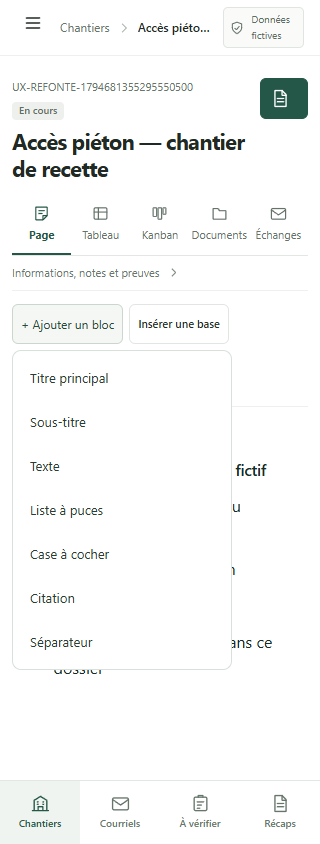 Chantiers
Accès piéto...
Données
fictives
UX-REFONTE-1794681355295550500
En cours
Accès piéton — chantier
de recette
Page
Tableau
Kanban
Documents
Échanges
Informations, notes et preuves
+ Ajouter un bloc
Insérer une base
Titre principal
Sous-titre
Texte
Liste à puces
Case à cocher
Citation
Séparateur
fictif
ans ce
dossier
Chantiers
Courriels
À vérifier
Récaps